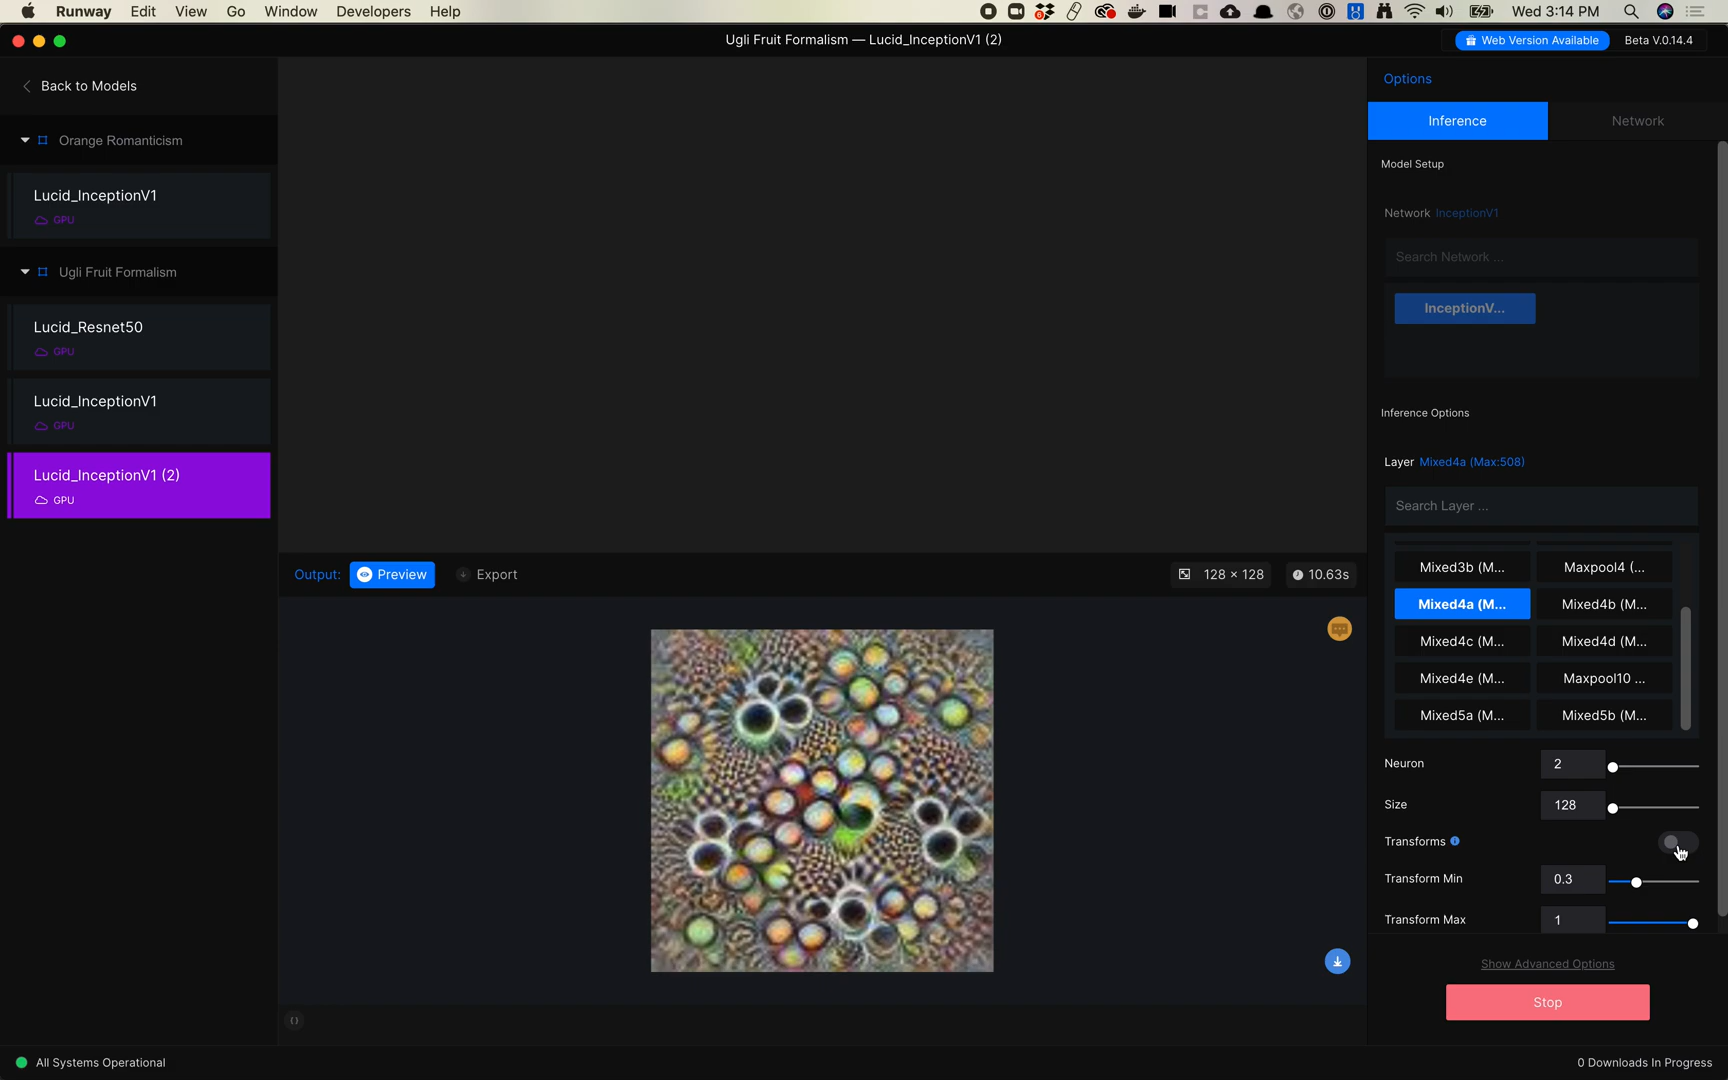 Runway Edit View Go Window Developers Help
Wed 3:14 PM
Ugli Fruit Formalism — Lucid_InceptionV1 (2)
Web Version Available
Beta V.0.14.4
Back to Models
Orange Romanticism
Lucid_InceptionV1
GPU
Ugli Fruit Formalism
Lucid_Resnet50
GPU
Lucid_InceptionV1
GPU
Lucid_InceptionV1 (2)
GPU
Output: Preview Export
128 × 128
10.63s
Options
Inference Network
Model Setup
Network InceptionV1
Search Network ...
InceptionV...
Inference Options
Layer Mixed4a (Max:508)
Search Layer ...
Mixed3b (M... Maxpool4 (...
Mixed4a (M... Mixed4b (M...
Mixed4c (M... Mixed4d (M...
Mixed4e (M... Maxpool10 ...
Mixed5a (M... Mixed5b (M...
Neuron 2
Size 128
Transforms
Transform Min 0.3
Transform Max 1
Show Advanced Options
Stop
All Systems Operational
0 Downloads In Progress